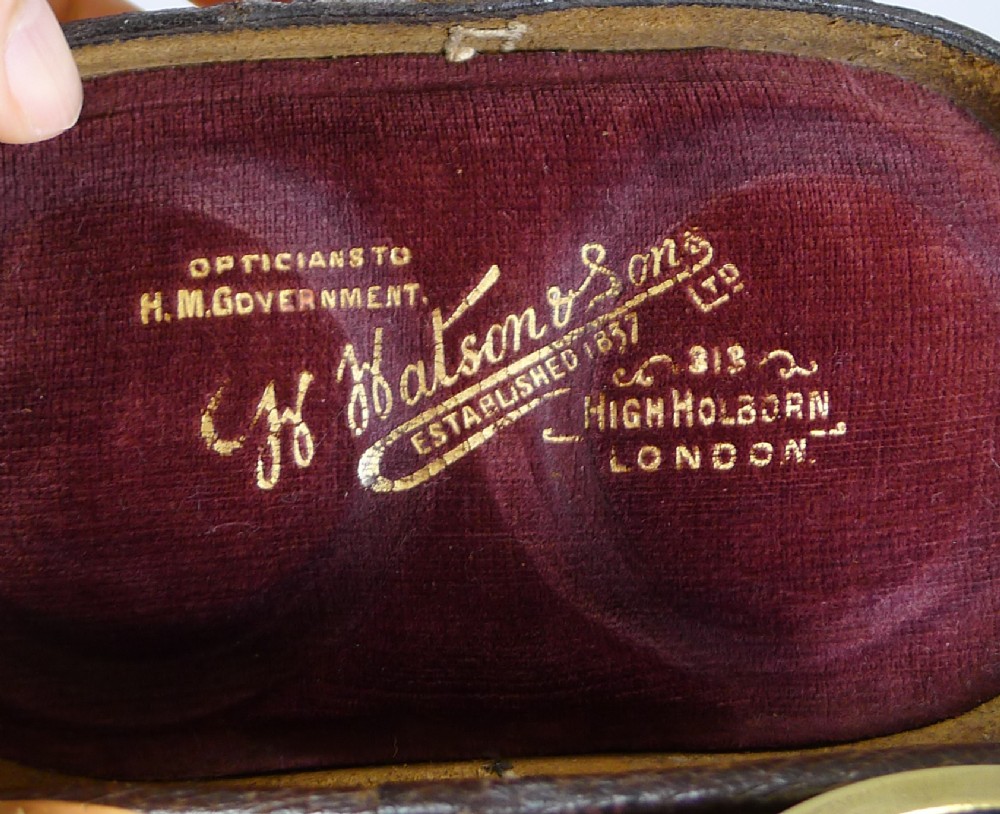 OPTICIANS TO
H.M. GOVERNMENT.
W Watson & Sons
LTD
ESTABLISHED 1837
313
HIGH HOLBORN
LONDON.